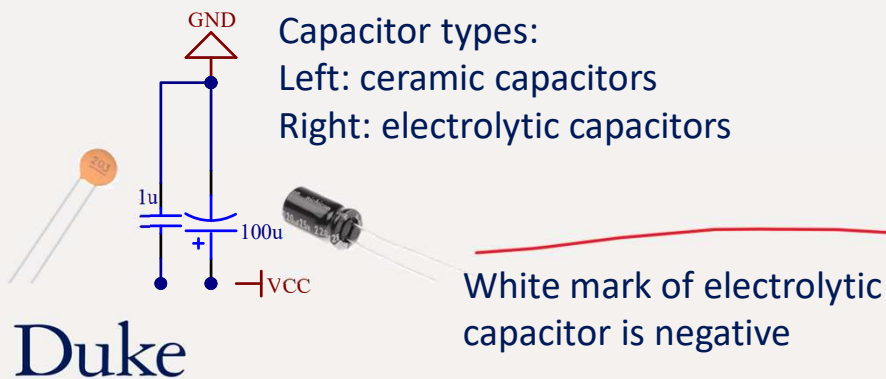 GND
Capacitor types:
Left: ceramic capacitors
Right: electrolytic capacitors
203
1u
+
100u
VCC
White mark of electrolytic
capacitor is negative
Duke